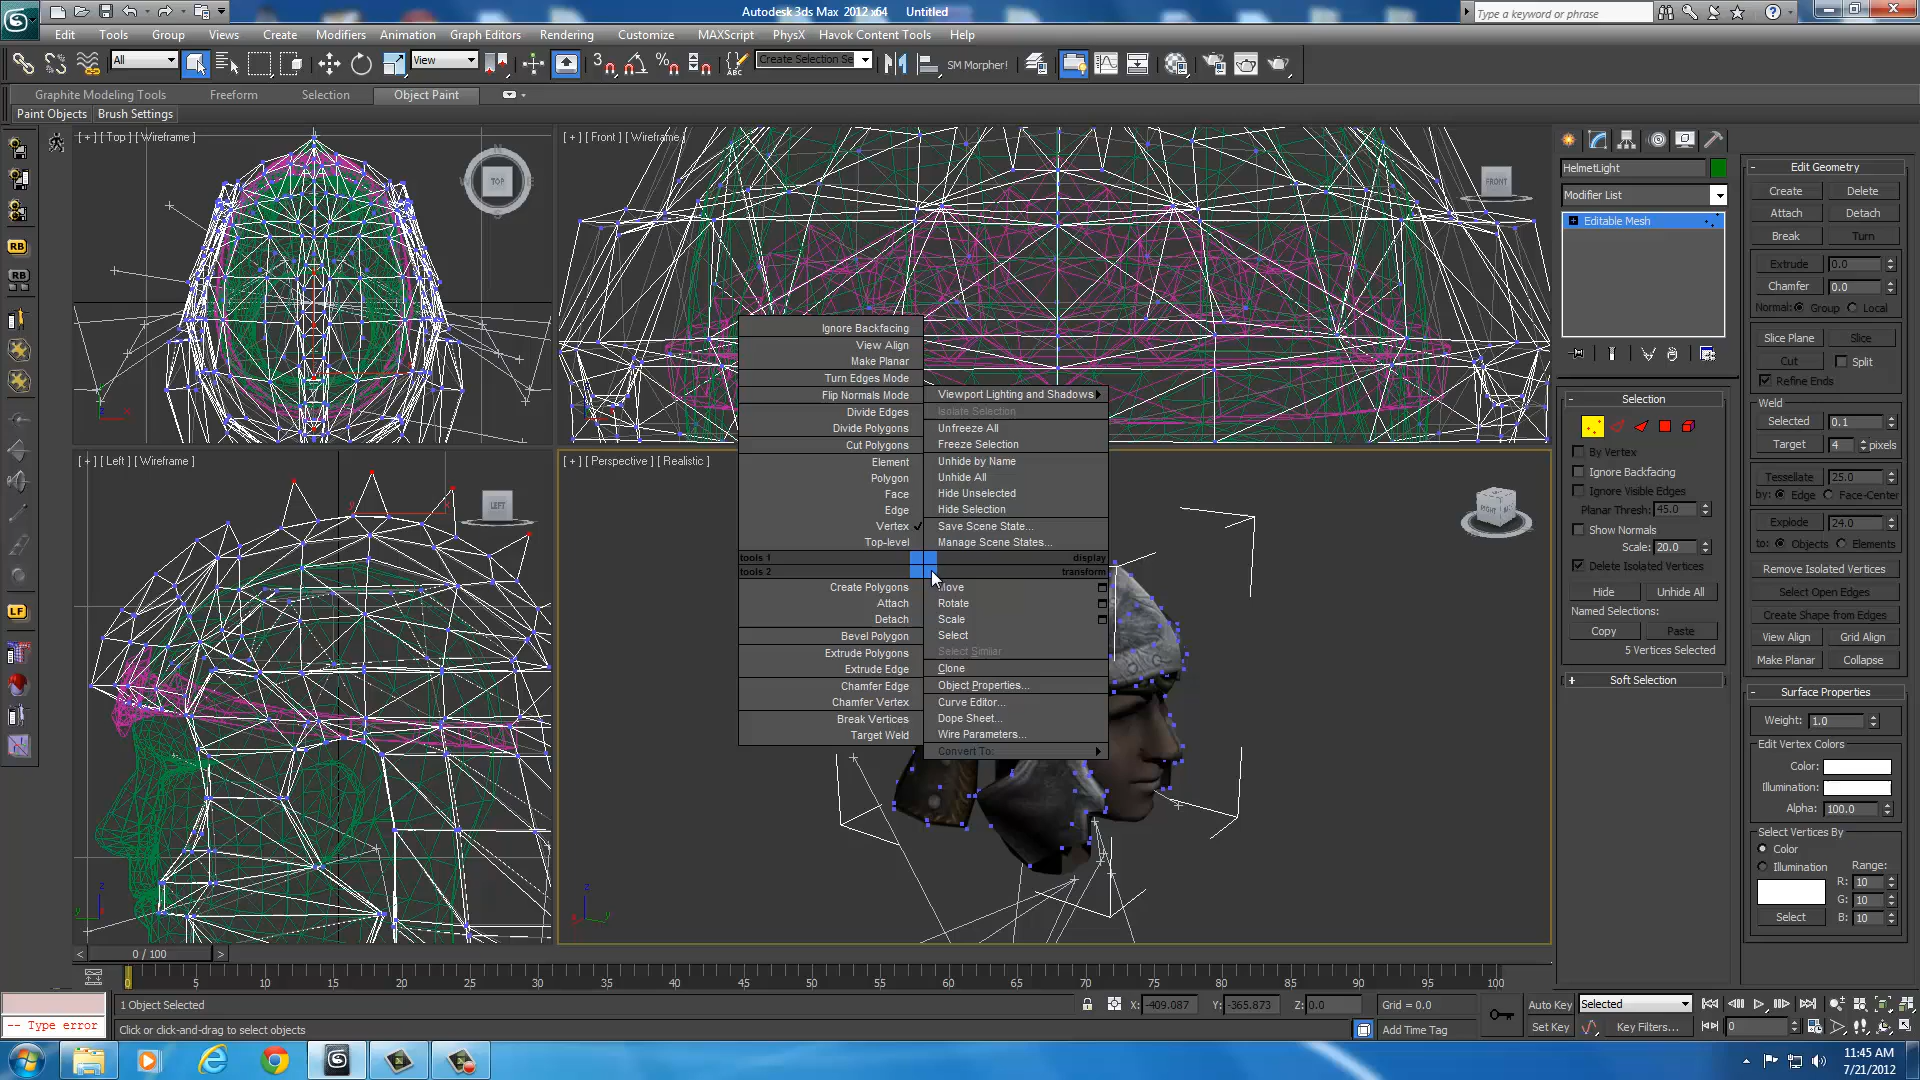 Autodesk 3ds Max 2012 x64 Untitled
Type a keyword or phrase
Edit Tools Group Views Create Modifiers Animation Graph Editors Rendering Customize MAXScript PhysX Havok Content Tools Help
All View 3 Create Selection Se SM Morpher!
Graphite Modeling Tools Freeform Selection Object Paint
Paint Objects Brush Settings
[ + ] [ Top ] [ Wireframe ]
TOP
[ + ] [ Front ] [ Wireframe ]
FRONT
[ + ] [ Left ] [ Wireframe ]
LEFT
[ + ] [ Perspective ] [ Realistic ]
RIGHT
RB
RB
LF
Ignore Backfacing
View Align
Make Planar
Turn Edges Mode
Flip Normals Mode
Divide Edges
Divide Polygons
Cut Polygons
Element
Polygon
Face
Edge
Vertex
Top-level
tools 1
tools 2
Create Polygons
Attach
Detach
Bevel Polygon
Extrude Polygons
Extrude Edge
Chamfer Edge
Chamfer Vertex
Break Vertices
Target Weld
Viewport Lighting and Shadows
Isolate Selection
Unfreeze All
Freeze Selection
Unhide by Name
Unhide All
Hide Unselected
Hide Selection
Save Scene State...
Manage Scene States...
display
transform
Move
Rotate
Scale
Select
Select Similar
Clone
Object Properties...
Curve Editor...
Dope Sheet...
Wire Parameters...
Convert To:
HelmetLight
Modifier List
Editable Mesh
Selection
By Vertex
Ignore Backfacing
Ignore Visible Edges
Planar Thresh: 45.0
Show Normals
Scale: 20.0
Delete Isolated Vertices
Hide Unhide All
Named Selections:
Copy Paste
5 Vertices Selected
Soft Selection
Edit Geometry
Create Delete
Attach Detach
Break Turn
Extrude 0.0
Chamfer 0.0
Normal: Group Local
Slice Plane Slice
Cut Split
Refine Ends
Weld
Selected 0.1
Target 4 pixels
Tessellate 25.0
by: Edge Face-Center
Explode 24.0
to: Objects Elements
Remove Isolated Vertices
Select Open Edges
Create Shape from Edges
View Align Grid Align
Make Planar Collapse
Surface Properties
Weight: 1.0
Edit Vertex Colors
Color:
Illumination:
Alpha: 100.0
Select Vertices By
Color
Illumination Range:
R: 10
G: 10
B: 10
Select
0 / 100
0 5 10 15 20 25 30 35 40 45 50 55 60 65 70 75 80 85 90 95 100
1 Object Selected X: -409.087 Y: -365.873 Z: 0.0 Grid = 0.0 Auto Key Selected
-- Type error Click or click-and-drag to select objects Add Time Tag Set Key Key Filters... 0
11:45 AM
7/21/2012